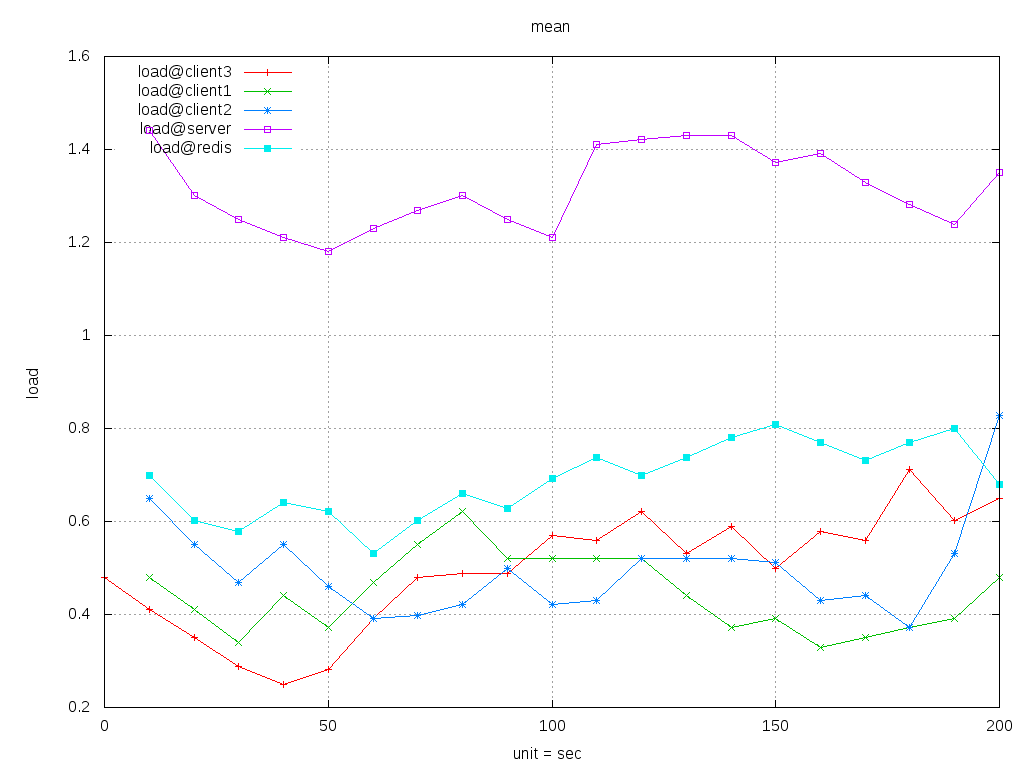 mean
1.6
1.4
1.2
1
0.8
0.6
0.4
0.2
load
load@client3
load@client1
load@client2
load@server
load@redis
0 50 100 150 200
unit = sec